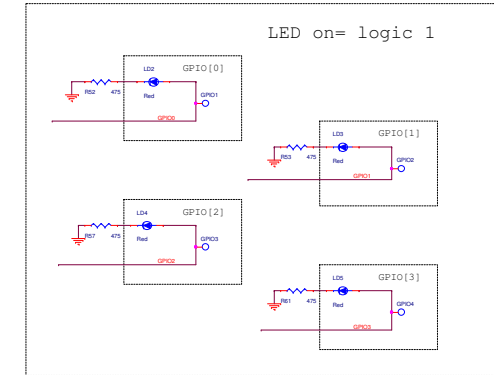 LED on= logic 1
LD2
GPIO[0]
R52
475
Red
GPIO1
GPIO0
LD3
GPIO[1]
R53
475
Red
GPIO2
GPIO1
LD4
GPIO[2]
R57
475
Red
GPIO3
GPIO2
LD5
GPIO[3]
R61
475
Red
GPIO4
GPIO3